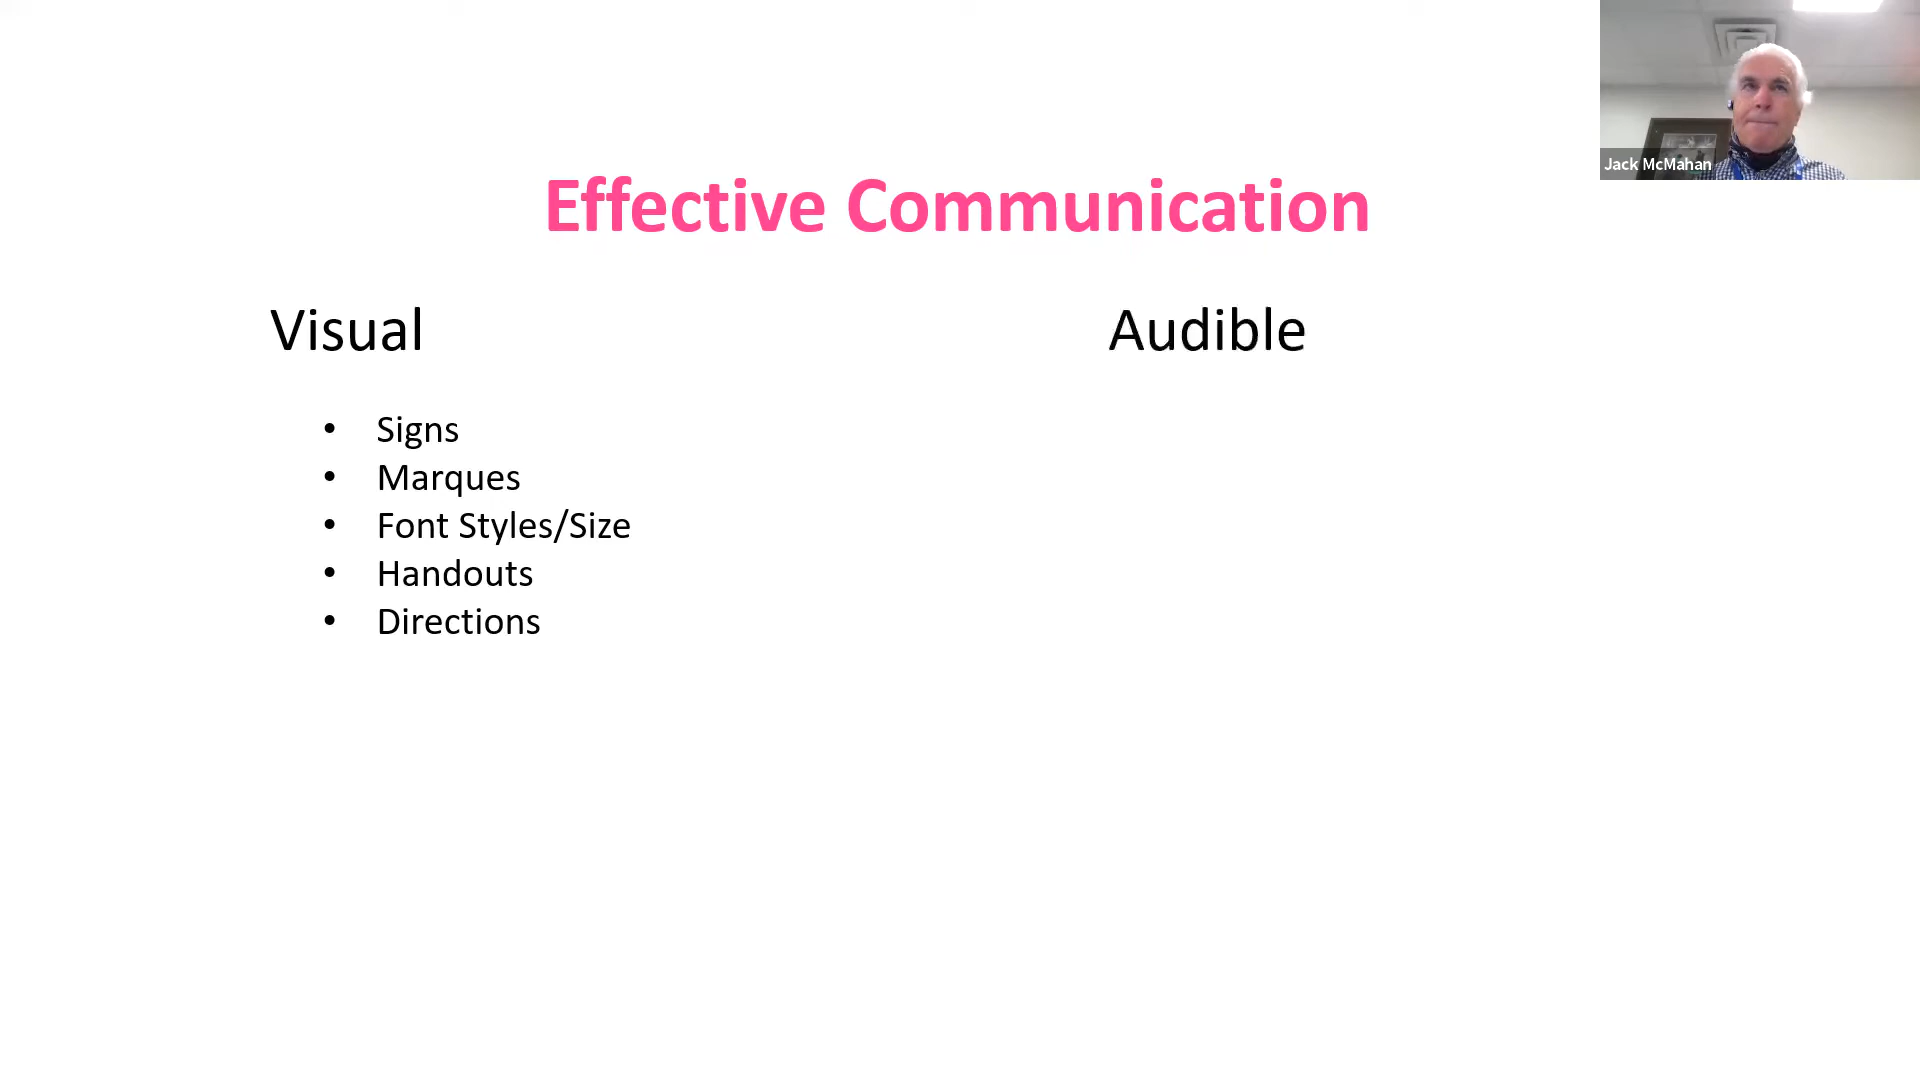 Jack McMahan
Effective Communication
Visual
• Signs
• Marques
• Font Styles/Size
• Handouts
• Directions
Audible